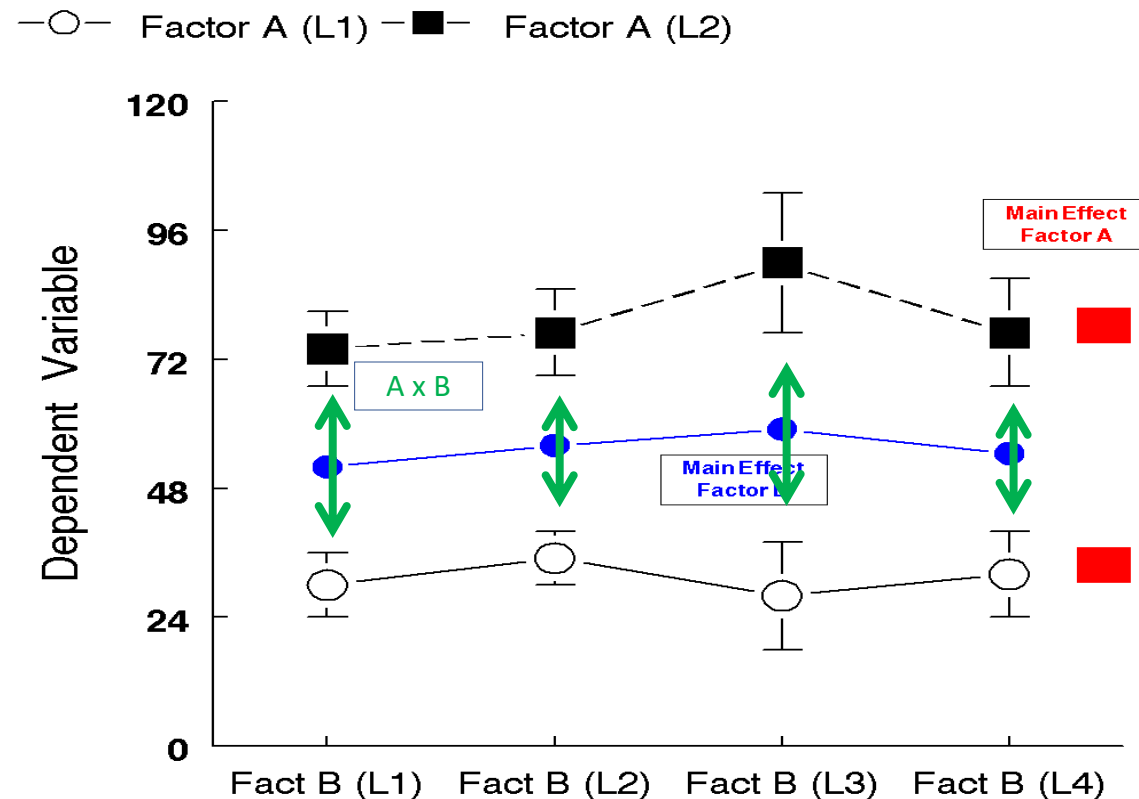 Factor A (L1) Factor A (L2)
120
96
72
48
24
0
Dependent Variable
Main Effect
Factor A
A x B
Main Effect
Factor
Fact B (L1) Fact B (L2) Fact B (L3) Fact B (L4)